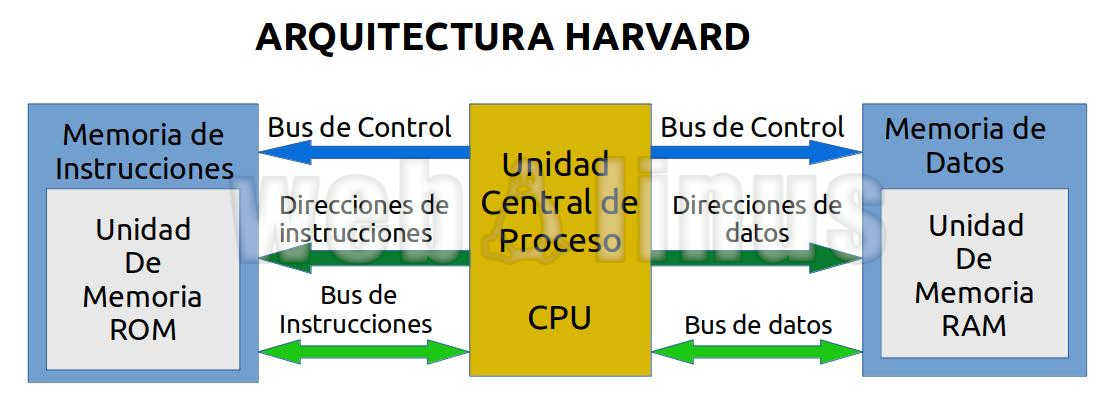 ARQUITECTURA HARVARD
Memoria de
Instrucciones
Unidad
De
Memoria
ROM
Bus de Control
Direcciones de
instrucciones
Bus de
Instrucciones
Unidad
Central de
Proceso
CPU
Bus de Control
Direcciones de
datos
Bus de datos
Memoria de
Datos
Unidad
De
Memoria
RAM
web linus